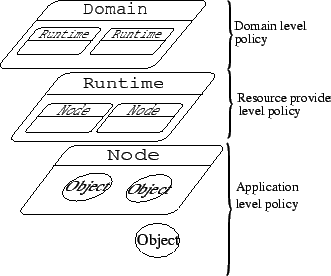 Domain
Runtime Runtime
Domain level
policy
Runtime
Node Node
Resource provide
level policy
Node
Object Object
Application
level policy
Object